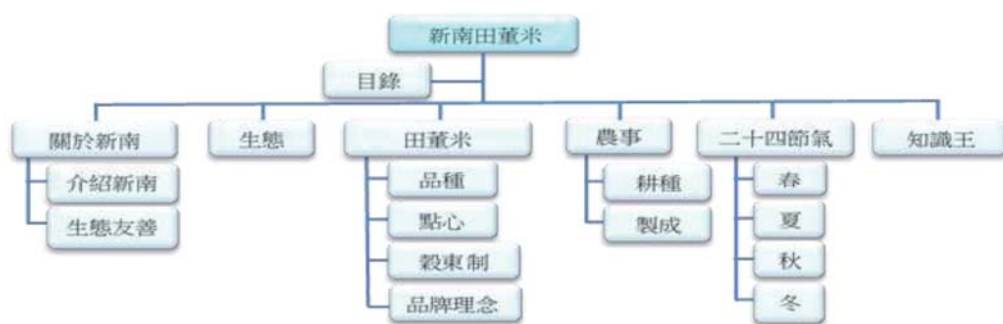 新南田董米
目錄
關於新南
介紹新南
生態友善
生態
田董米
品種
點心
穀東制
品牌理念
農事
耕種
製成
二十四節氣
春
夏
秋
冬
知識王